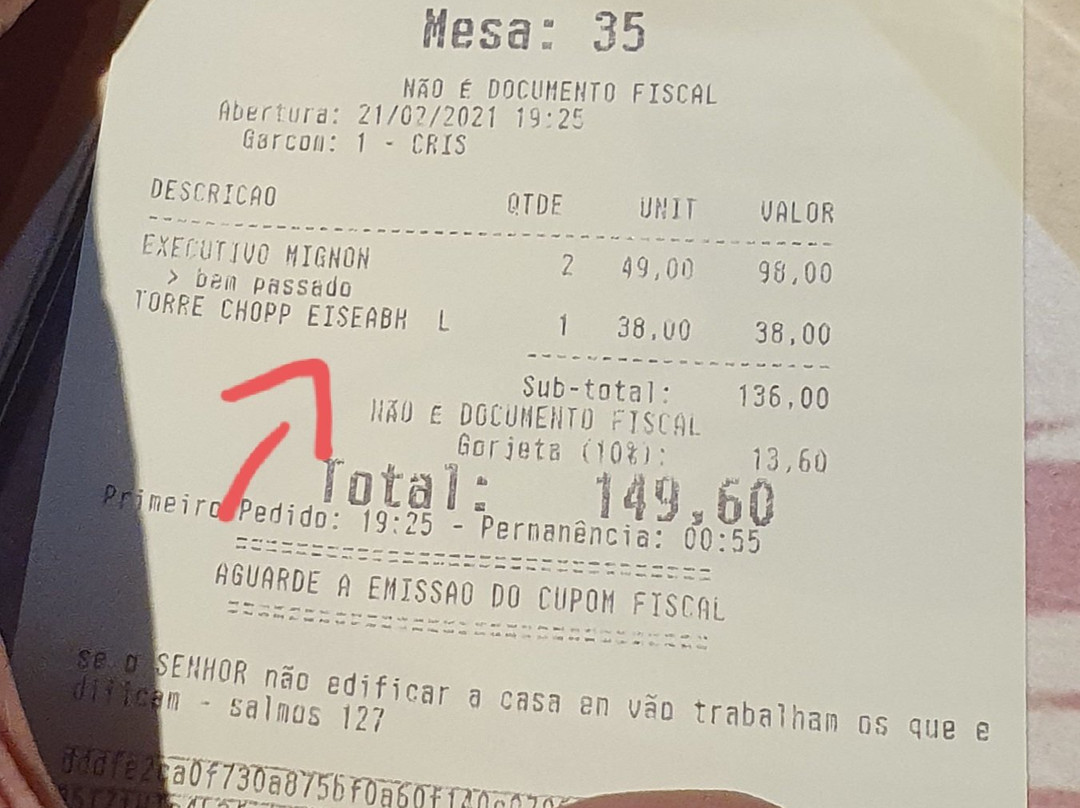 Mesa: 35
NÃO É DOCUMENTO FISCAL
Abertura: 21/02/2021 19:25
Garcon: 1 - CRIS
DESCRICAO QTDE UNIT VALOR
EXECUTIVO MIGNON 2 49,00 98,00
> bem passado
TORRE CHOPP EISEABH L 1 38,00 38,00
Sub-total: 136,00
NÃO É DOCUMENTO FISCAL
Gorjeta (10%): 13,60
Total: 149,60
Primeiro Pedido: 19:25 - Permanência: 00:55
AGUARDE A EMISSAO DO CUPOM FISCAL
se o SENHOR não edificar a casa en vão trabalham os que e
dificam - salmos 127